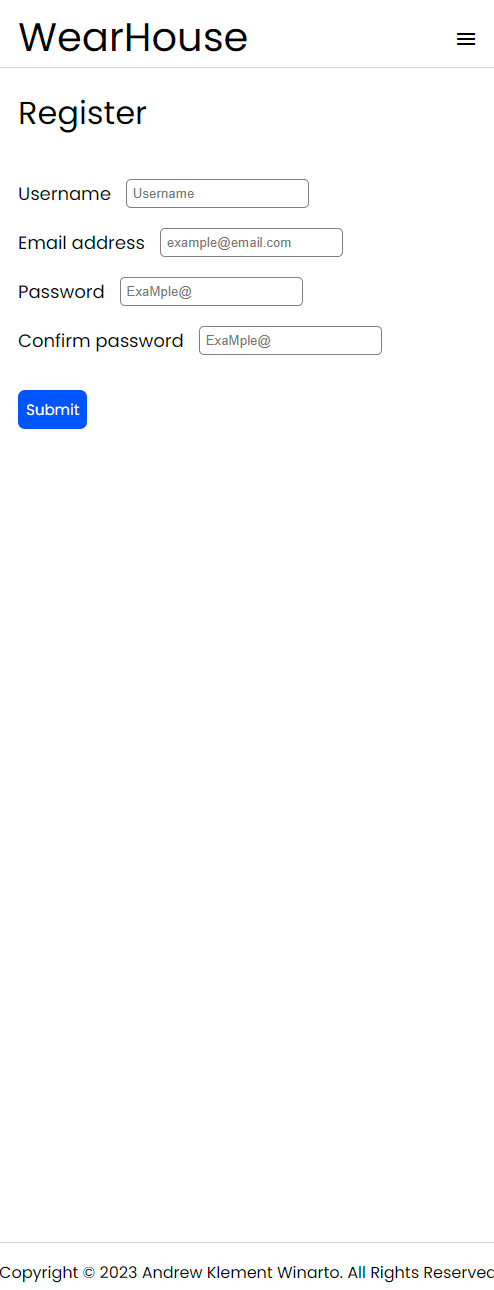 WearHouse
Register
Username Username
Email address example@email.com
Password ExaMple@
Confirm password ExaMple@
Submit
Copyright © 2023 Andrew Klement Winarto. All Rights Reserved